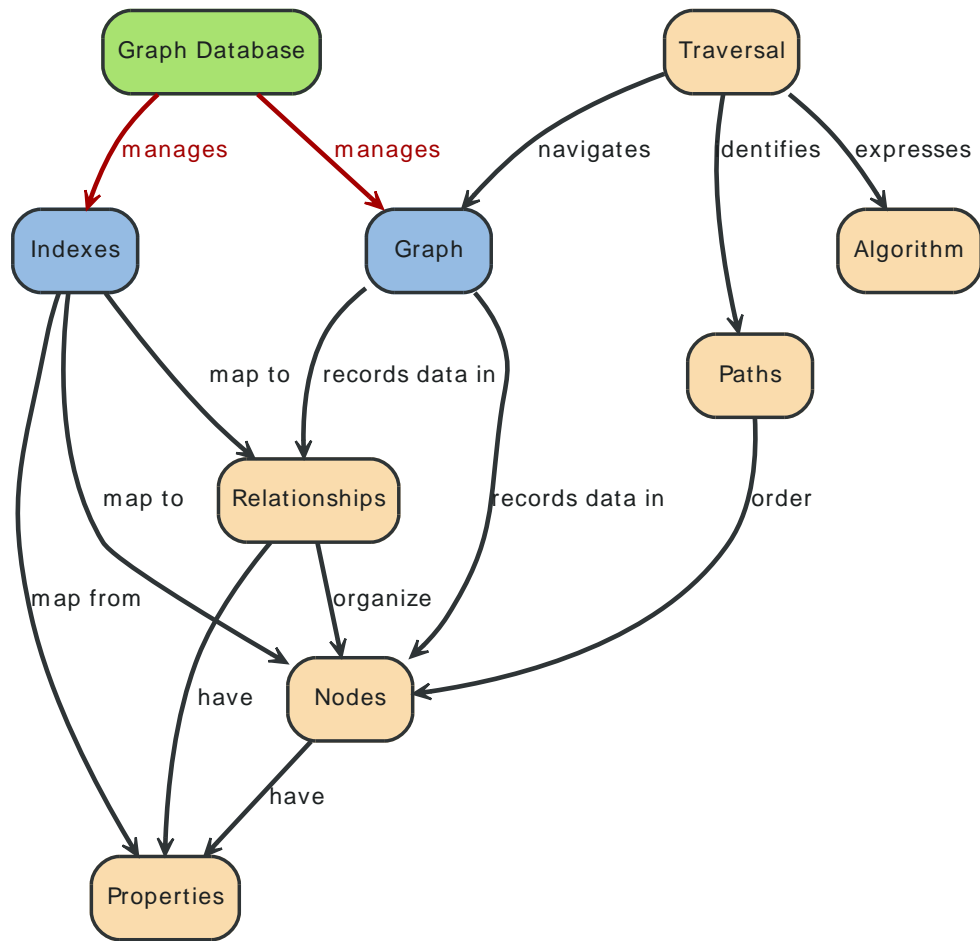 Graph Database
Traversal
manages
manages
navigates
identifies
expresses
Indexes
Graph
Algorithm
map to
records data in
Paths
map to
Relationships
records data in
order
map from
organize
have
Nodes
have
Properties